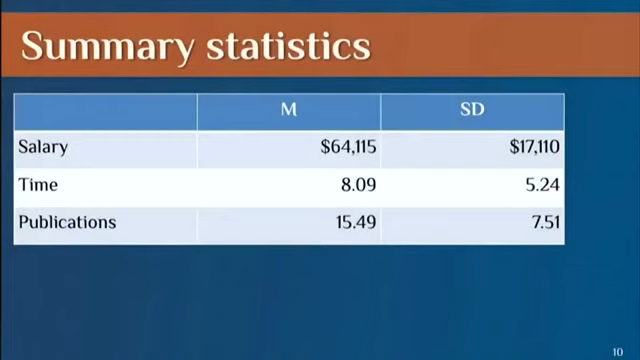 Summary statistics
M SD
Salary $64,115 $17,110
Time 8.09 5.24
Publications 15.49 7.51
10